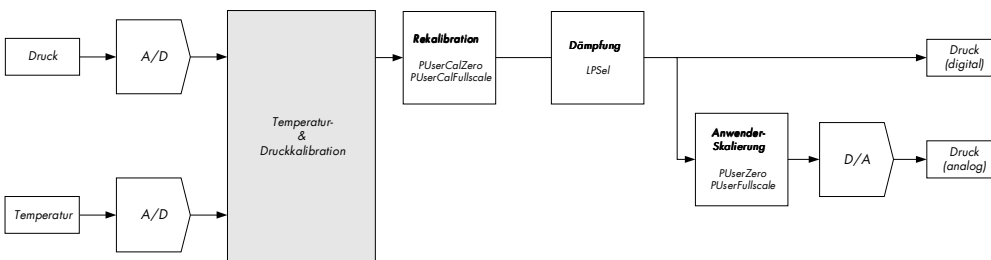 Druck
A/D
Temperatur
A/D
Temperatur-
&
Druckkalibration
Rekalibration
PUserCalZero
PUserCalFullscale
Dämpfung
LPSel
Druck
(digital)
Anwender-
Skalierung
PUserZero
PUserFullscale
D/A
Druck
(analog)